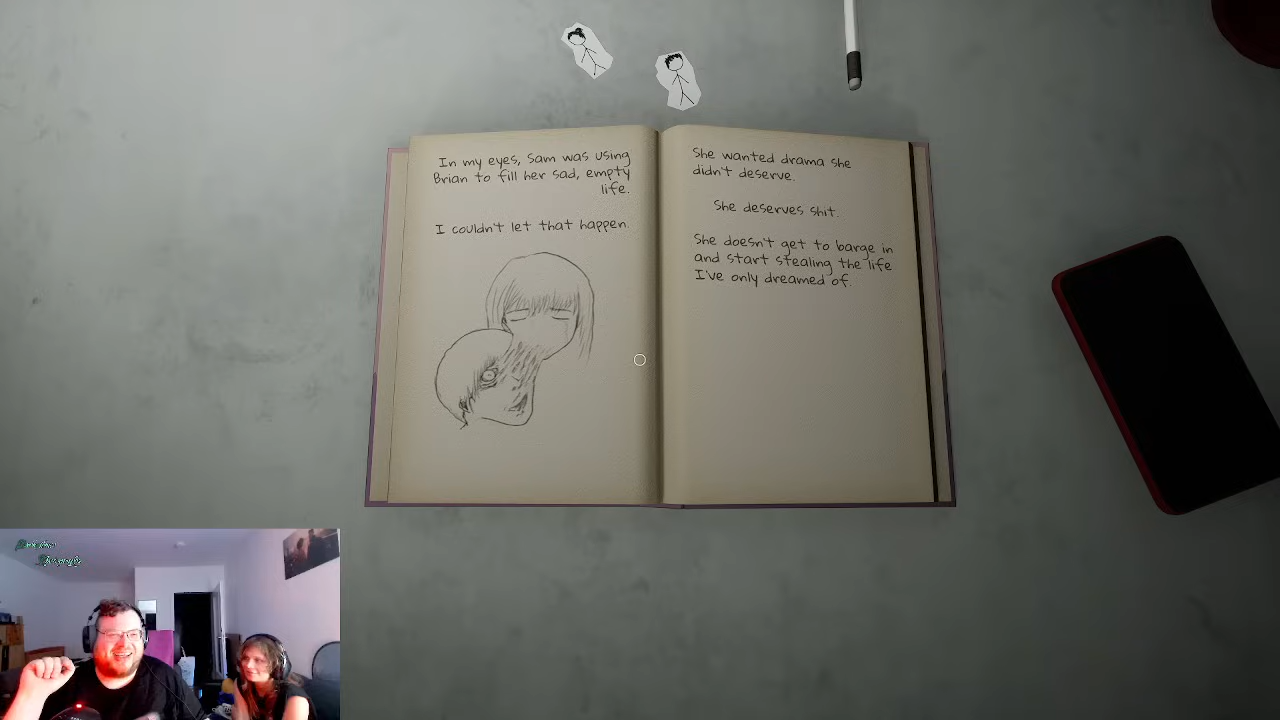 In my eyes, Sam was using
Brian to fill her sad, empty
life.
I couldn't let that happen.
She wanted drama she
didn't deserve.
She deserves shit.
She doesn't get to barge in
and start stealing the life
I've only dreamed of.